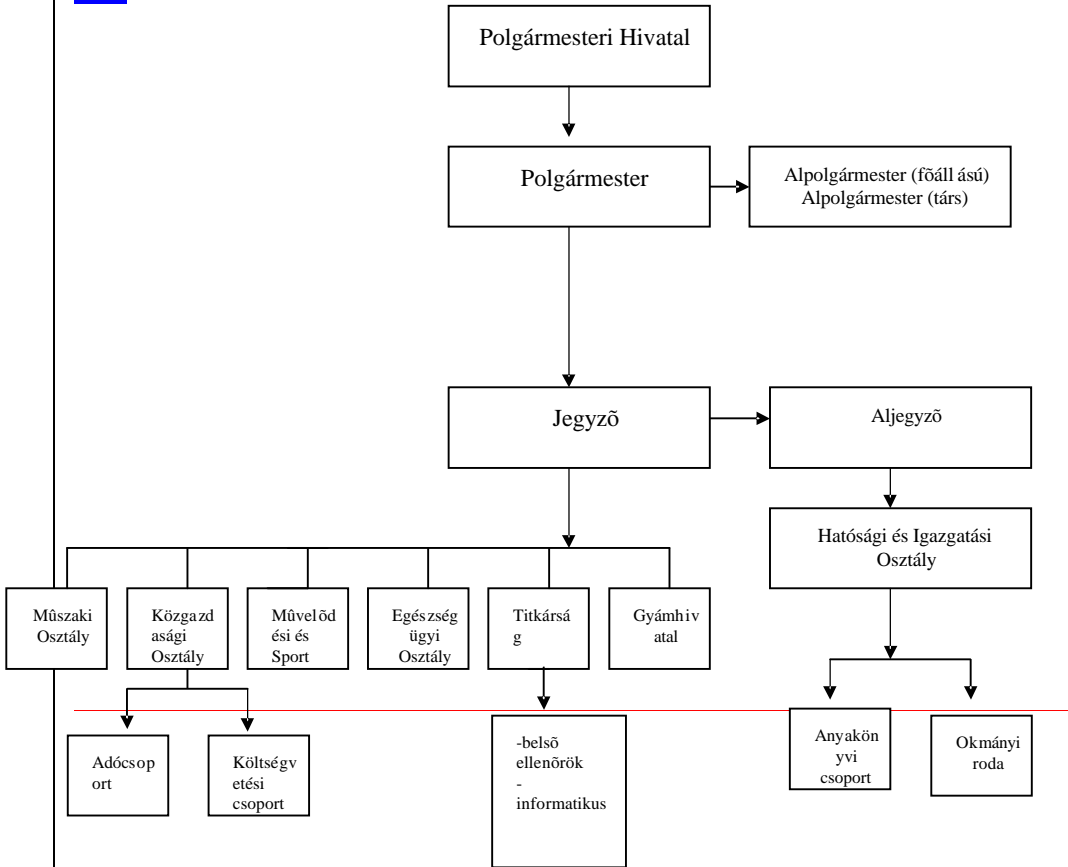 Polgármesteri Hivatal
Polgármester
Alpolgármester (fõáll ású)
Alpolgármester (társ)
Jegyzõ
Aljegyzõ
Hatósági és Igazgatási
Osztály
Mûszaki
Osztály
Közgazd
asági
Osztály
Mûvelõd
ési és
Sport
Egészség
ügyi
Osztály
Titkársá
g
Gyámhiv
atal
Adócsop
ort
Költségv
etési
csoport
-belsõ
ellenõrök
-
informatikus
Anyakön
yvi
csoport
Okmányi
roda